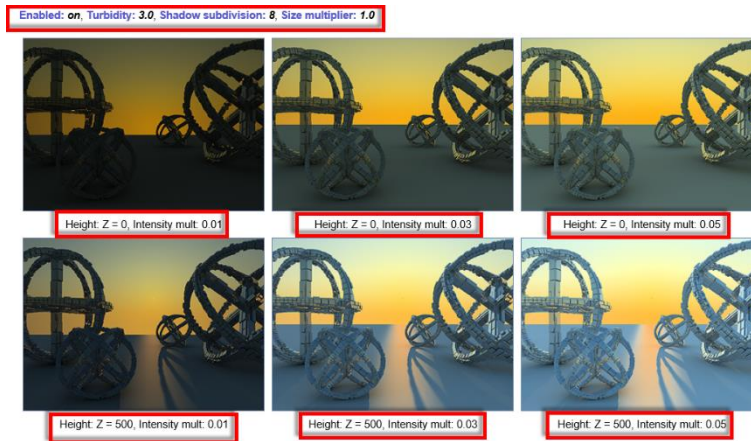 Enabled: on, Turbidity: 3.0, Shadow subdivision: 8, Size multiplier: 1.0
Height: Z = 0, Intensity mult: 0.01
Height: Z = 0, Intensity mult: 0.03
Height: Z = 0, Intensity mult: 0.05
Height: Z = 500, Intensity mult: 0.01
Height: Z = 500, Intensity mult: 0.03
Height: Z = 500, Intensity mult: 0.05